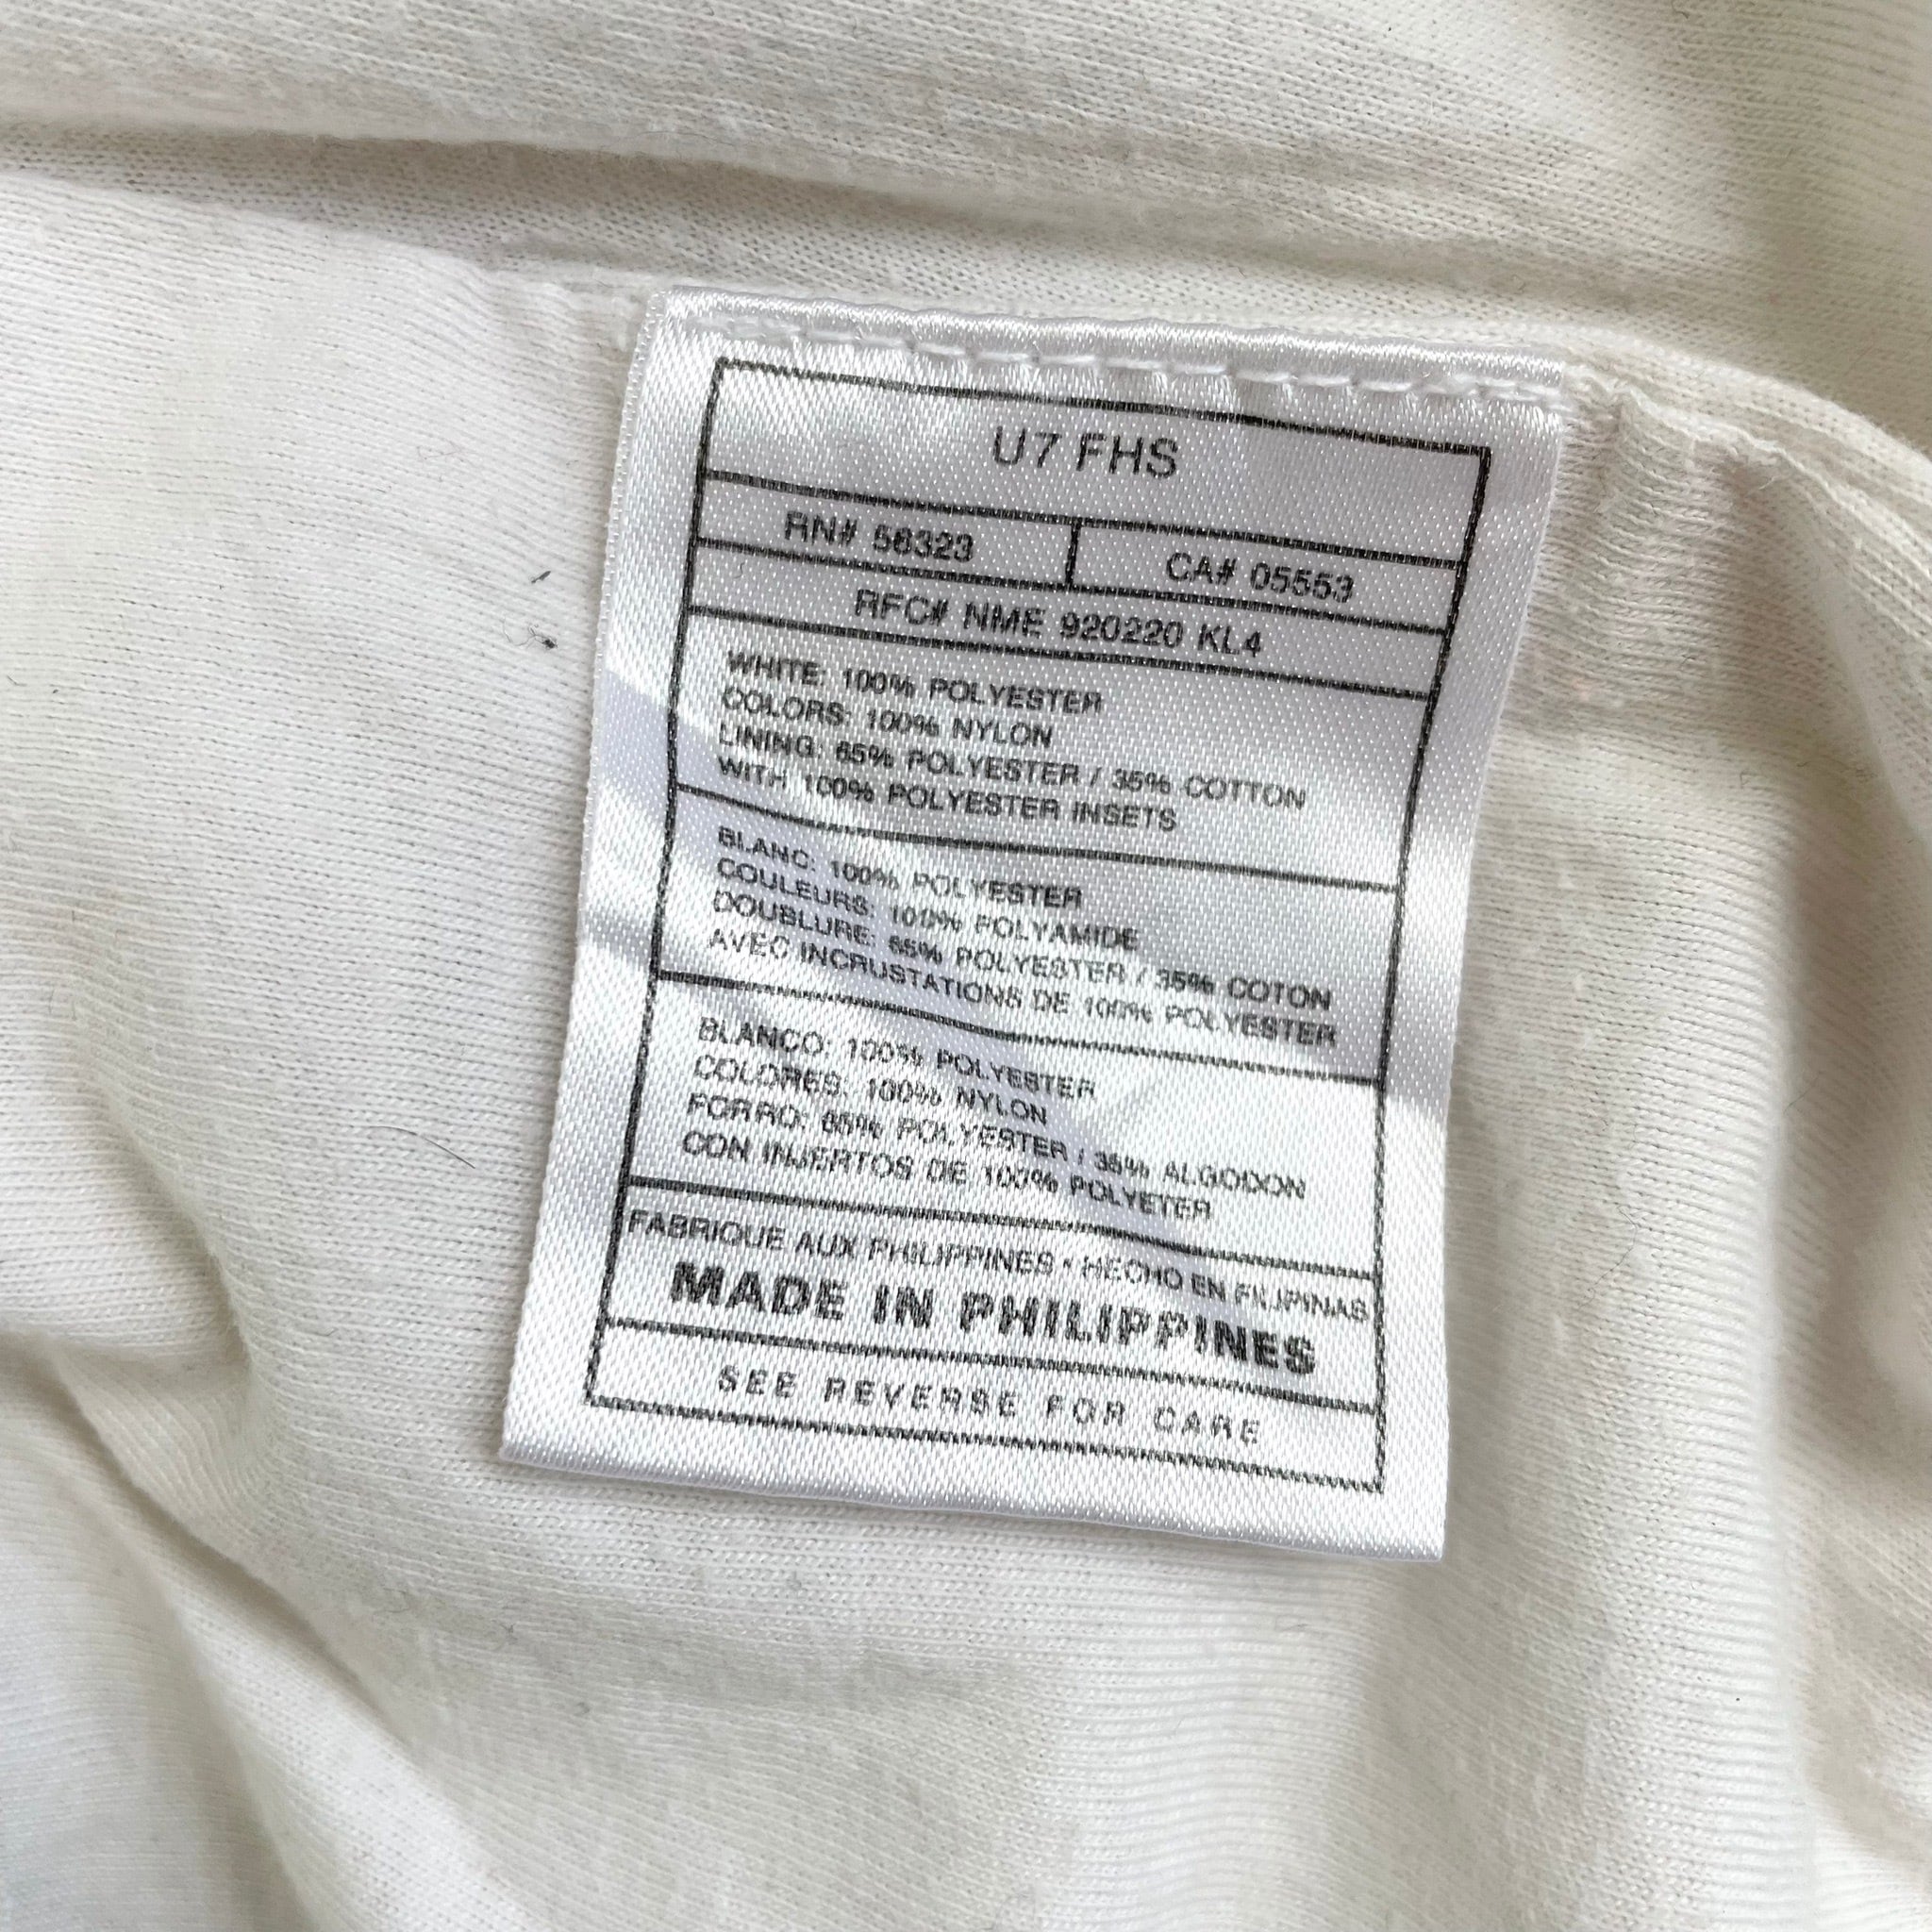 U7 FHS
RN# 56323
CA# 05553
RFC# NME 920220 KL4
WHITE: 100% POLYESTER
COLORS: 100% NYLON
LINING: 65% POLYESTER / 35% COTTON
WITH 100% POLYESTER INSETS
BLANC: 100% POLYESTER
COULEURS: 100% POLYAMIDE
DOUBLURE: 65% POLYESTER / 35% COTON
AVEC INCRUSTATIONS DE 100% POLYESTER
BLANCO: 100% POLYESTER
COLORES: 100% NYLON
FORRO: 65% POLYESTER / 35% ALGODON
CON INJERTOS DE 100% POLYETER
FABRIQUE AUX PHILIPPINES • HECHO EN FILIPINAS
MADE IN PHILIPPINES
SEE REVERSE FOR CARE